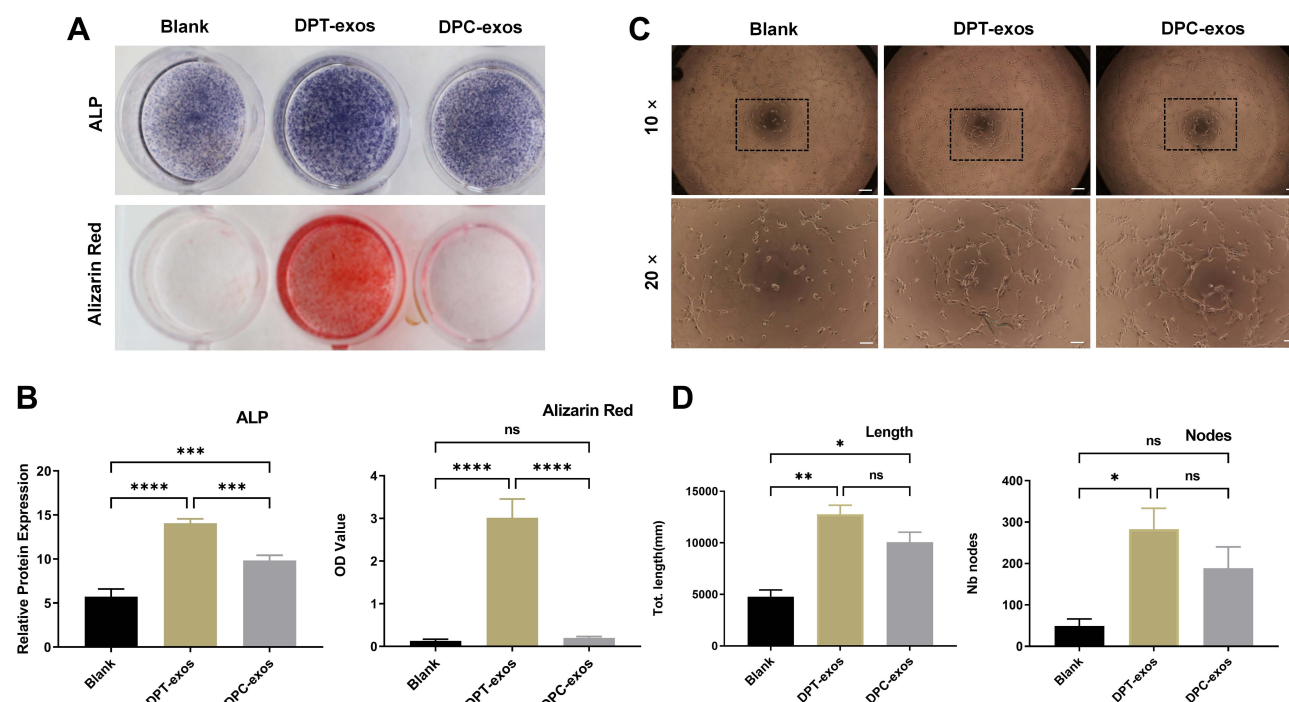 A
Blank DPT-exos DPC-exos
ALP
Alizarin Red
B
ALP
***
**** ***
Relative Protein Expression
20
15
10
5
0
Blank DPT-exos DPC-exos
Alizarin Red
ns
**** ****
OD Value
4
3
2
1
0
Blank DPT-exos DPC-exos
C
Blank DPT-exos DPC-exos
10 ×
20 ×
D
Length
*
** ns
Tot. length(mm)
15000
10000
5000
0
Blank DPT-exos DPC-exos
Nodes
ns
* ns
Nb nodes
400
300
200
100
0
Blank DPT-exos DPC-exos